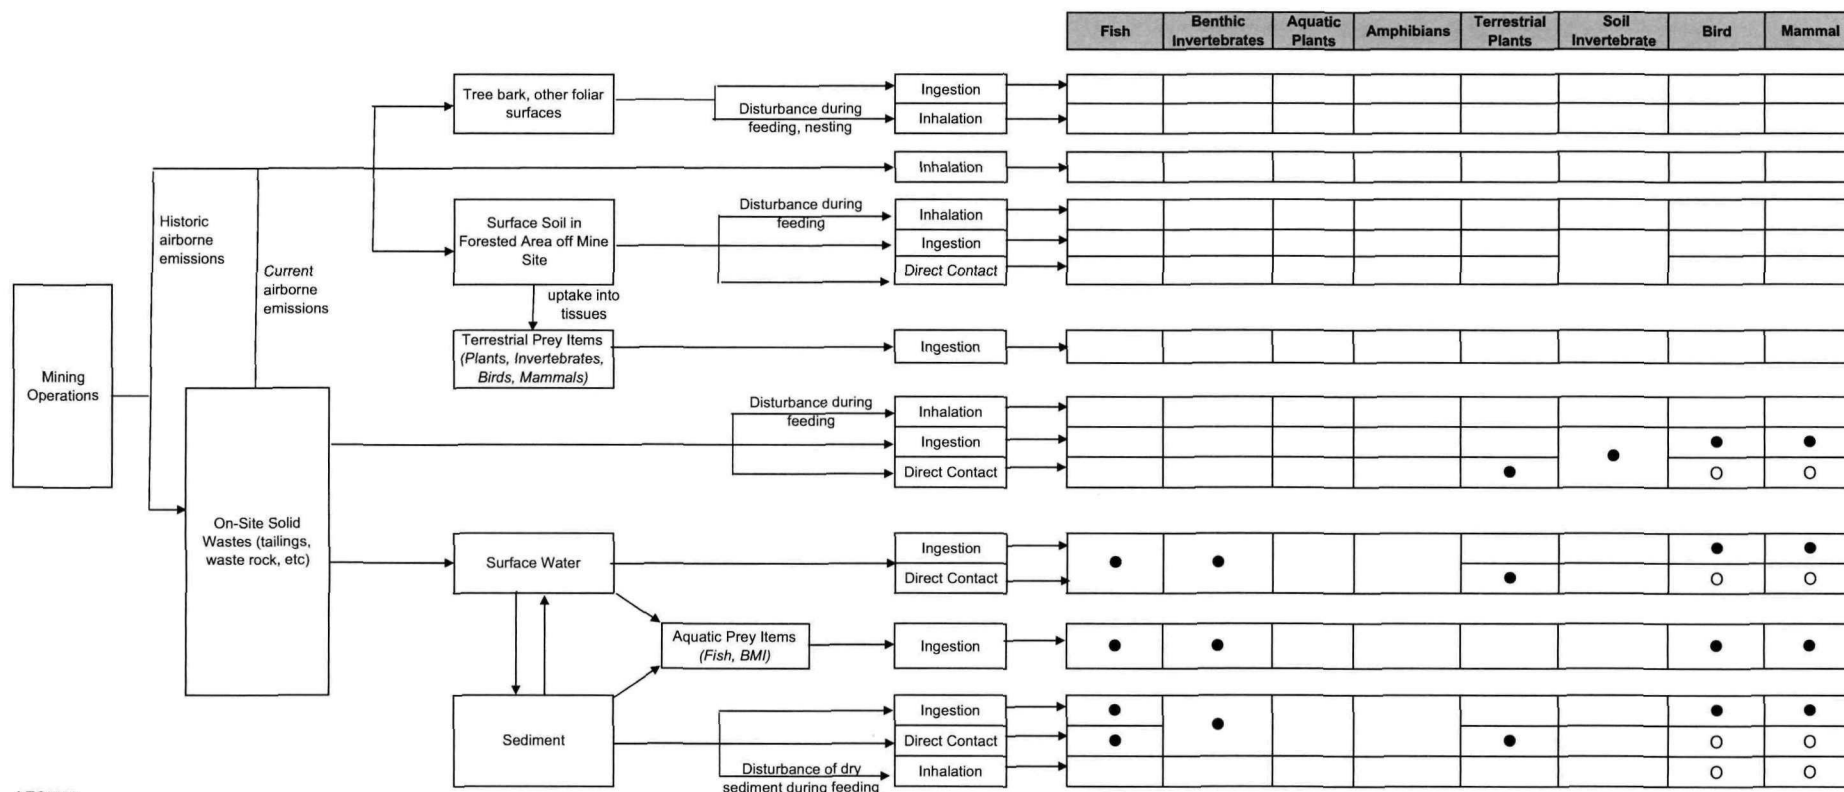 Fish
Benthic
Invertebrates
Aquatic
Plants
Amphibians
Terrestrial
Plants
Soil
Invertebrate
Bird
Mammal
Tree bark, other foliar
surfaces
Disturbance during
feeding, nesting
Ingestion
Inhalation
Inhalation
Historic
airborne
emissions
Current
airborne
emissions
Surface Soil in
Forested Area off Mine
Site
Disturbance during
feeding
Inhalation
Ingestion
Direct Contact
uptake into
tissues
Terrestrial Prey Items
(Plants, Invertebrates,
Birds, Mammals)
Ingestion
Mining
Operations
Disturbance during
feeding
Inhalation
Ingestion
Direct Contact
On-Site Solid
Wastes (tailings,
waste rock, etc)
Surface Water
Ingestion
Direct Contact
Aquatic Prey Items
(Fish, BMI)
Ingestion
Sediment
Ingestion
Direct Contact
Inhalation
Disturbance of dry
sediment during feeding